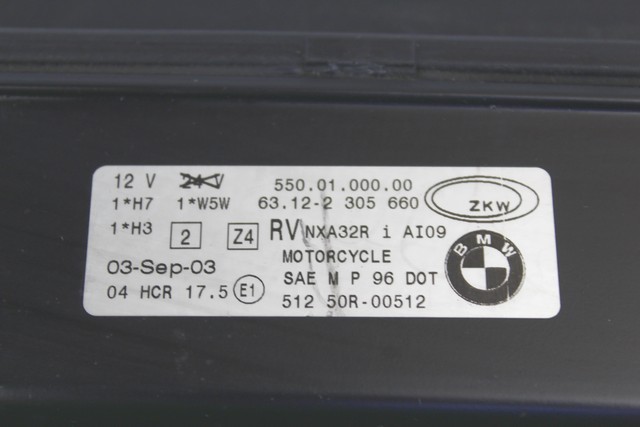 12 V 24V 550.01.000.00
1*H7 1*W5W 63.12-2 305 660 ZKW
1*H3 2 Z4 RV NXA32R i AI09
MOTORCYCLE BMW
03-Sep-03 SAE M P 96 DOT
04 HCR 17.5 E1 512 50R-00512